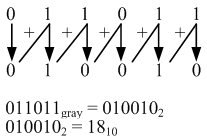 0 1 1 0 1 1
+ + + + +
0 1 0 0 1 0
011011gray = 010010₂
010010₂ = 18₁₀